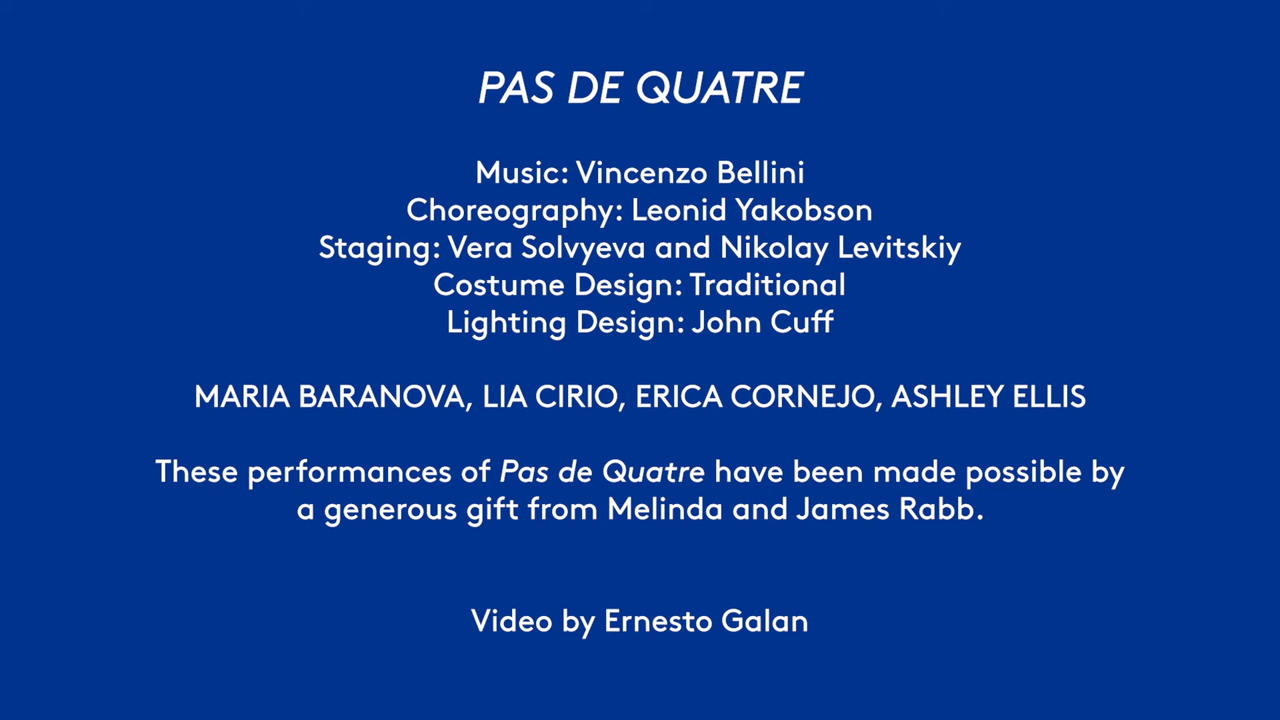 PAS DE QUATRE
Music: Vincenzo Bellini
Choreography: Leonid Yakobson
Staging: Vera Solvyeva and Nikolay Levitskiy
Costume Design: Traditional
Lighting Design: John Cuff
MARIA BARANOVA, LIA CIRIO, ERICA CORNEJO, ASHLEY ELLIS
These performances of Pas de Quatre have been made possible by
a generous gift from Melinda and James Rabb.
Video by Ernesto Galan